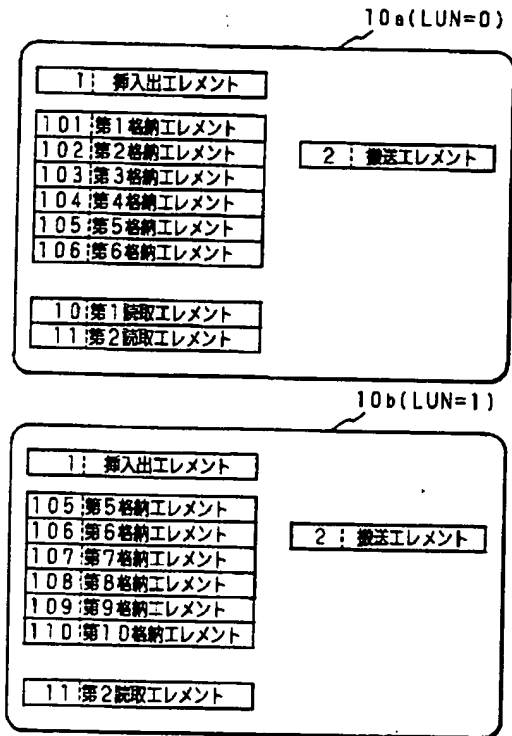 10a(LUN=0)
1 挿入出エレメント
101 第1格納エレメント
102 第2格納エレメント
103 第3格納エレメント
104 第4格納エレメント
105 第5格納エレメント
106 第6格納エレメント
2 搬送エレメント
10 第1読取エレメント
11 第2読取エレメント
10b(LUN=1)
1 挿入出エレメント
105 第5格納エレメント
106 第6格納エレメント
107 第7格納エレメント
108 第8格納エレメント
109 第9格納エレメント
110 第10格納エレメント
2 搬送エレメント
11 第2読取エレメント